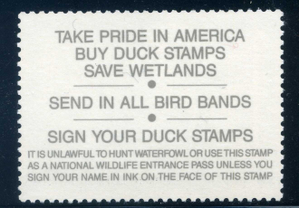 TAKE PRIDE IN AMERICA
BUY DUCK STAMPS
SAVE WETLANDS
SEND IN ALL BIRD BANDS
SIGN YOUR DUCK STAMPS
IT IS UNLAWFUL TO HUNT WATERFOWL OR USE THIS STAMP
AS A NATIONAL WILDLIFE ENTRANCE PASS UNLESS YOU
SIGN YOUR NAME IN INK ON THE FACE OF THIS STAMP